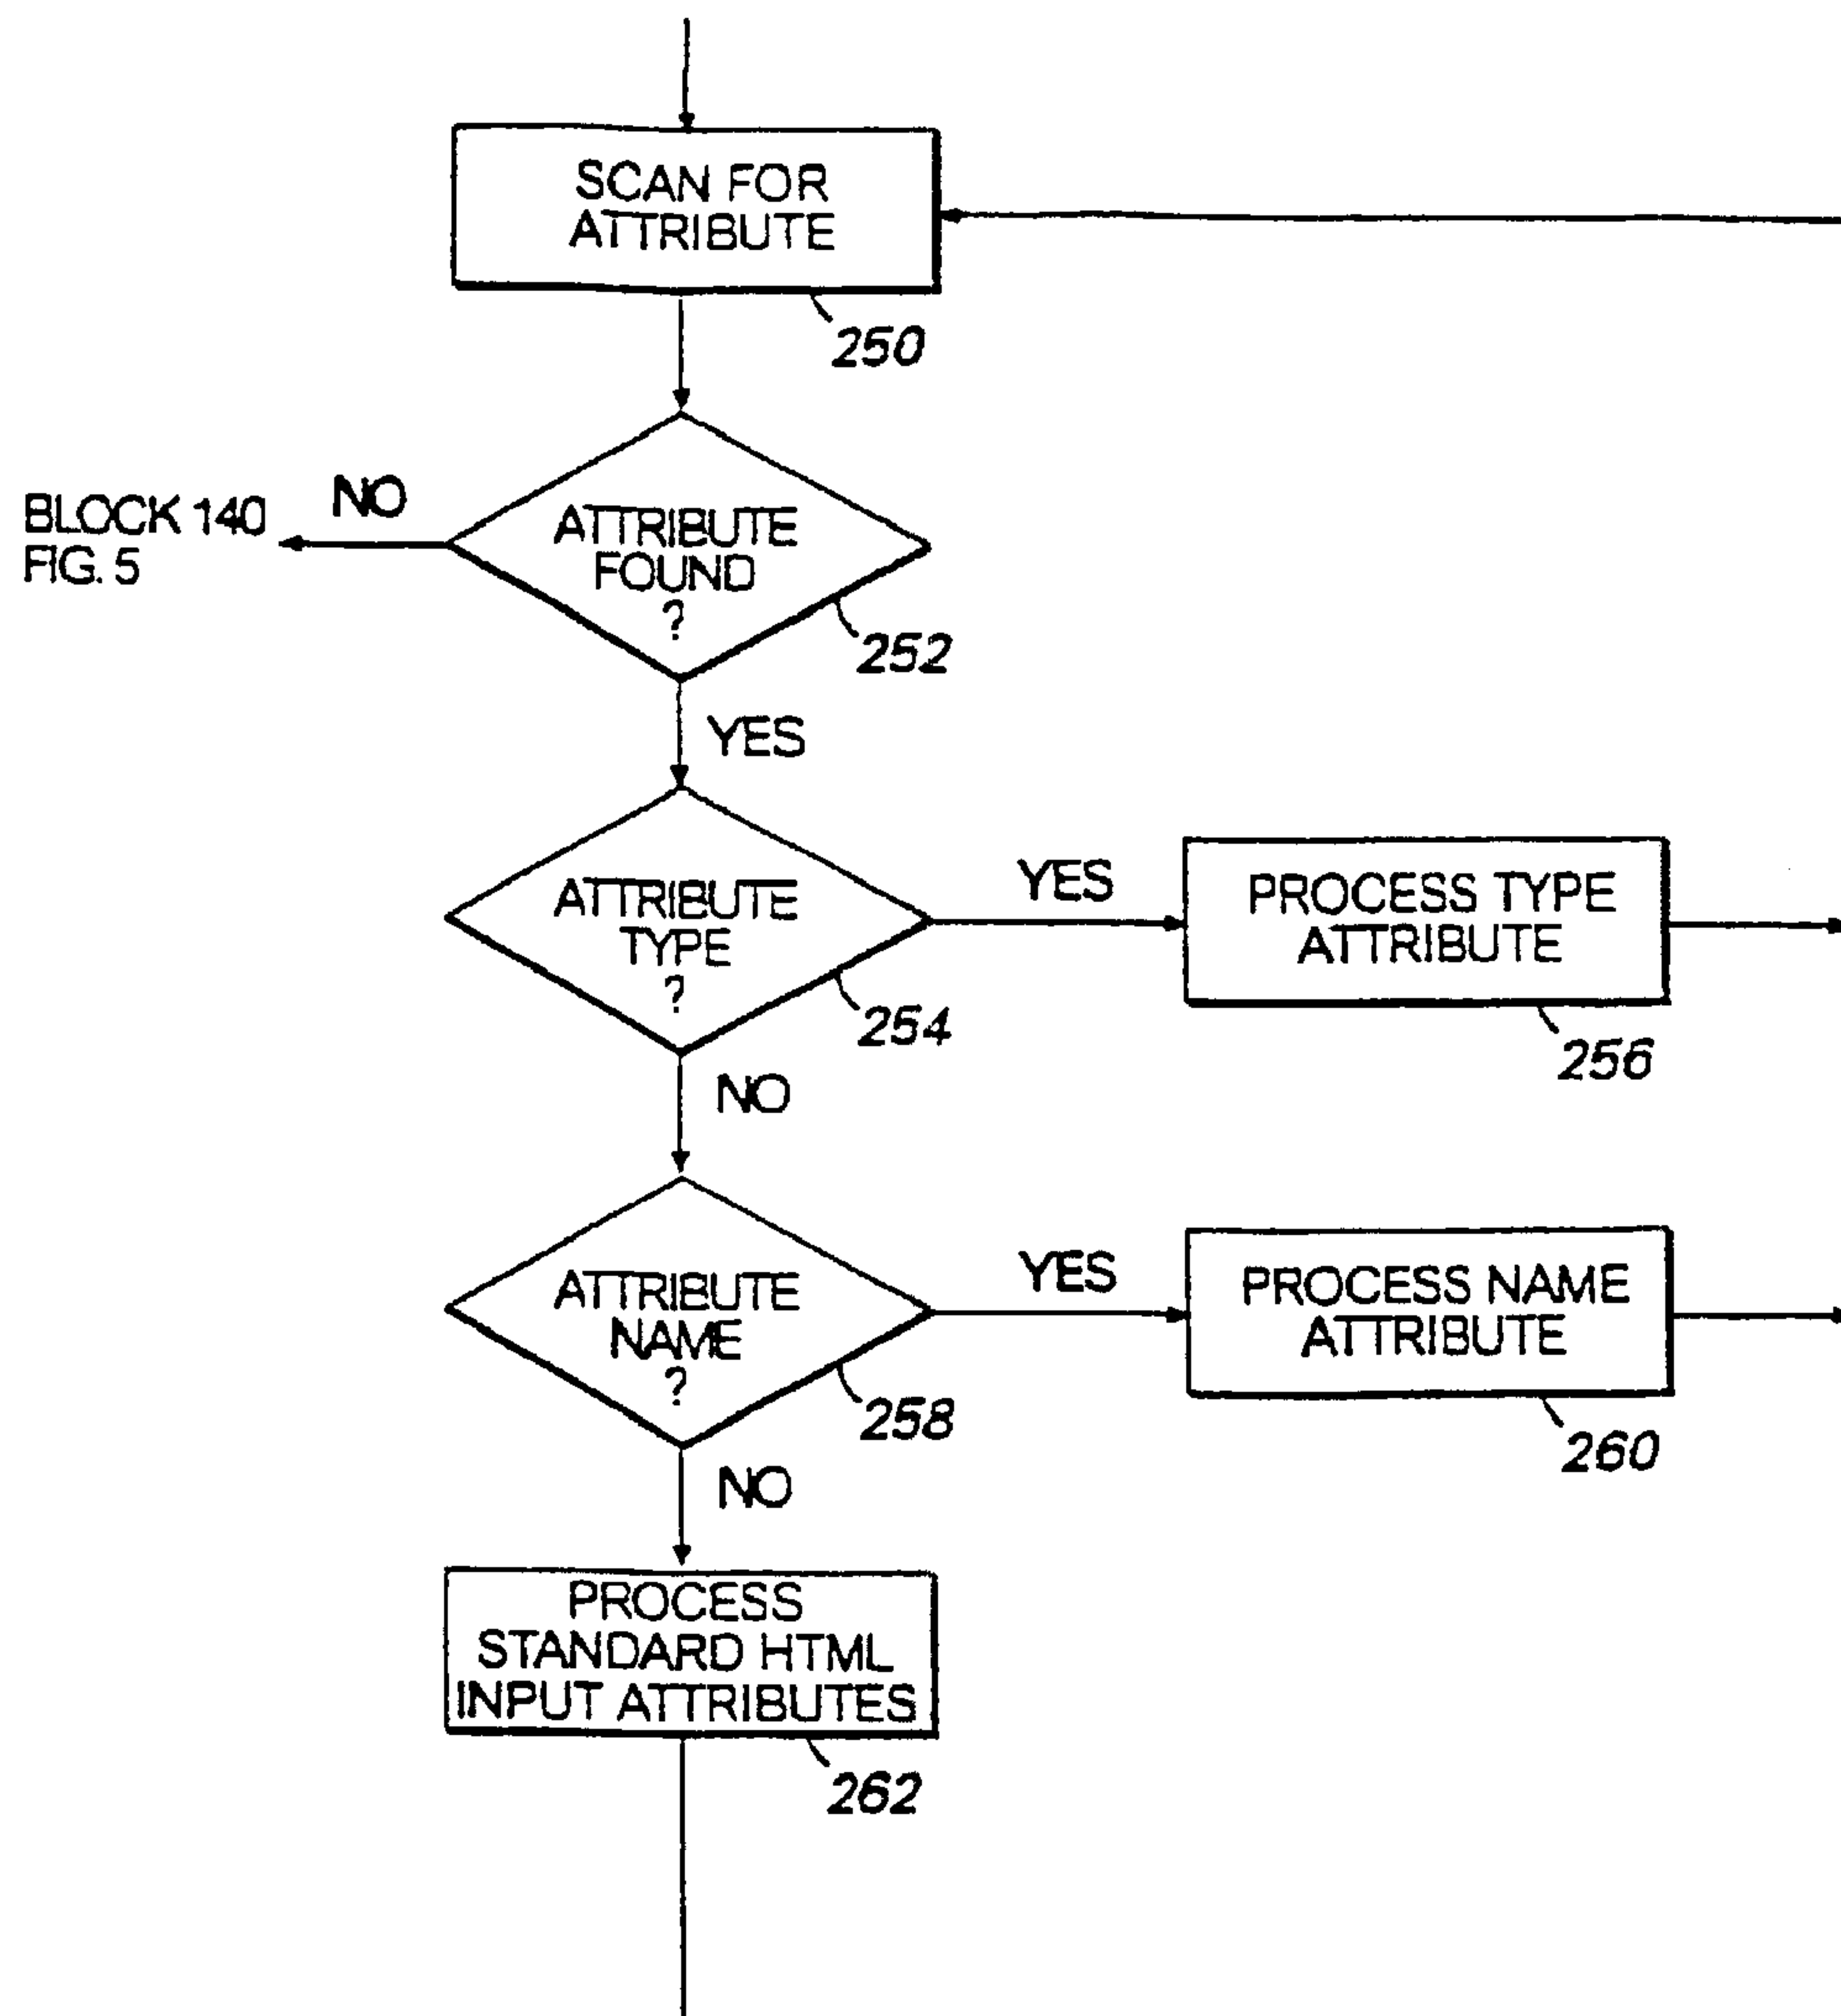 SCAN FOR
ATTRIBUTE
250
BLOCK 140
FIG. 5
NO
ATTRIBUTE
FOUND
?
252
YES
ATTRIBUTE
TYPE
?
254
YES
PROCESS TYPE
ATTRIBUTE
256
NO
ATTRIBUTE
NAME
?
258
YES
PROCESS NAME
ATTRIBUTE
260
NO
PROCESS
STANDARD HTML
INPUT ATTRIBUTES
262